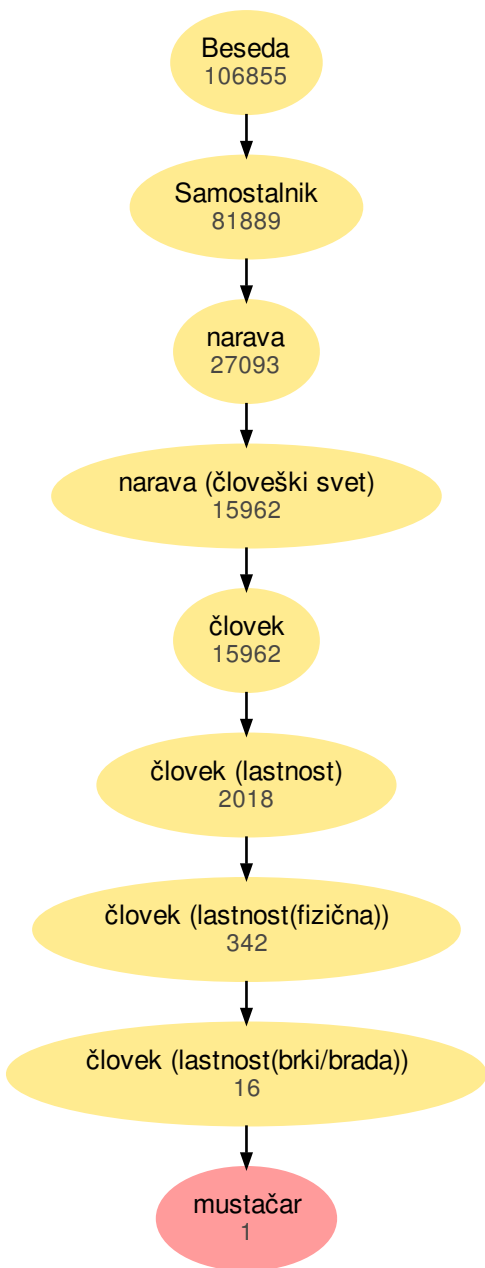 Beseda
106855
Samostalnik
81889
narava
27093
narava (človeški svet)
15962
človek
15962
človek (lastnost)
2018
človek (lastnost(fizična))
342
človek (lastnost(brki/brada))
16
mustačar
1